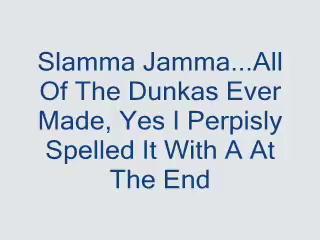 Slamma Jamma...All
Of The Dunkas Ever
Made, Yes I Perpisly
Spelled It With A At
The End